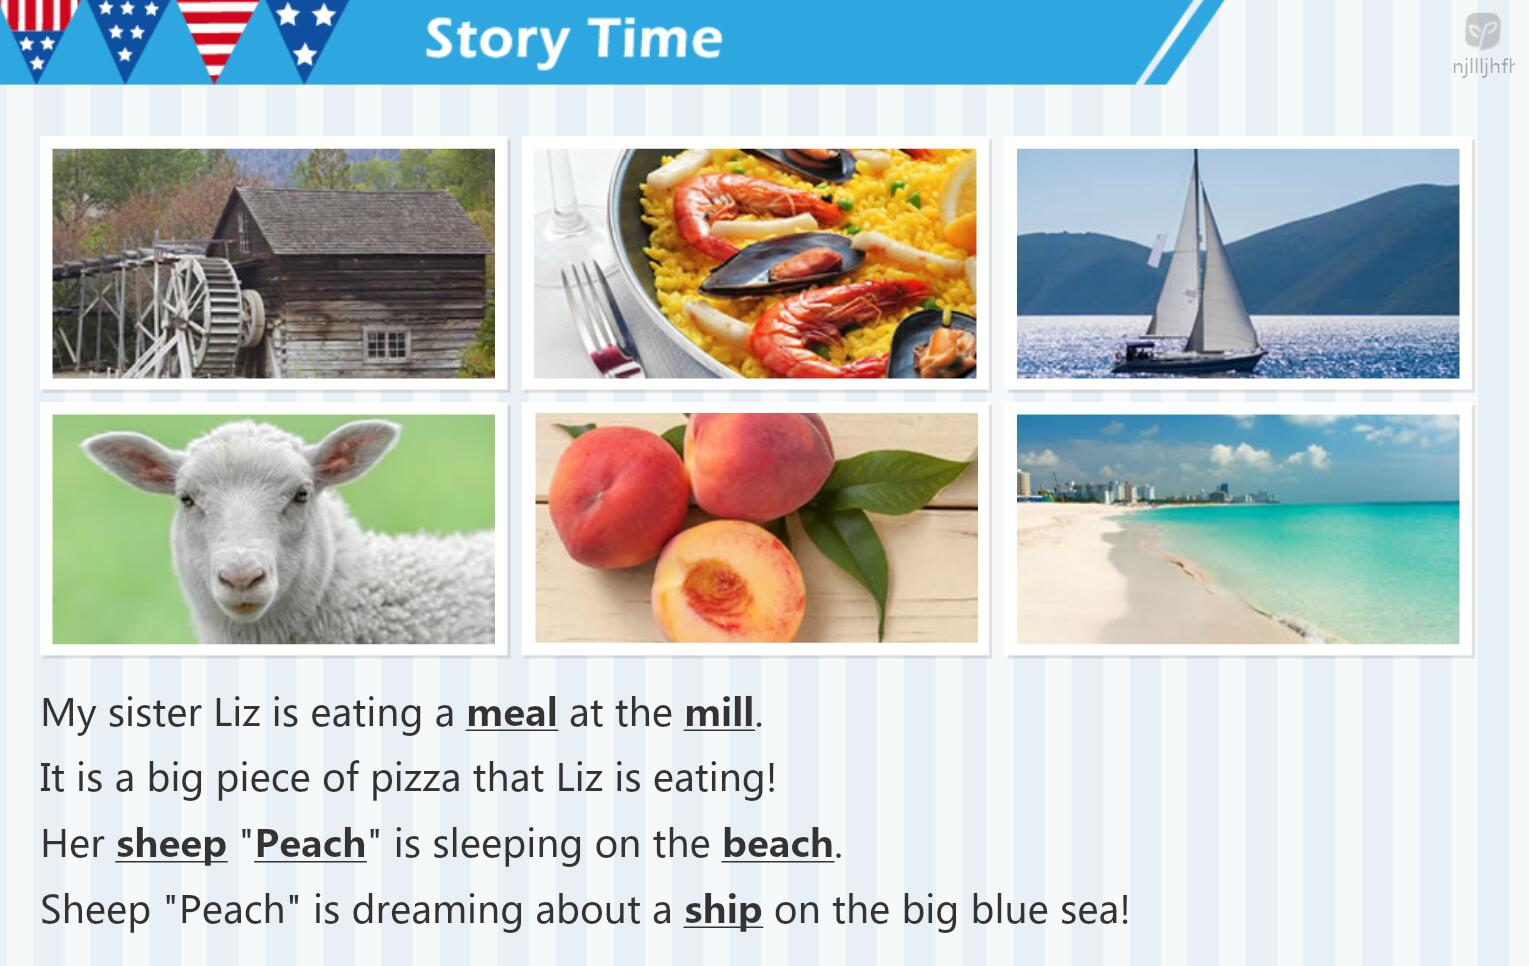 Story Time
My sister Liz is eating a meal at the mill.
It is a big piece of pizza that Liz is eating!
Her sheep "Peach" is sleeping on the beach.
Sheep "Peach" is dreaming about a ship on the big blue sea!